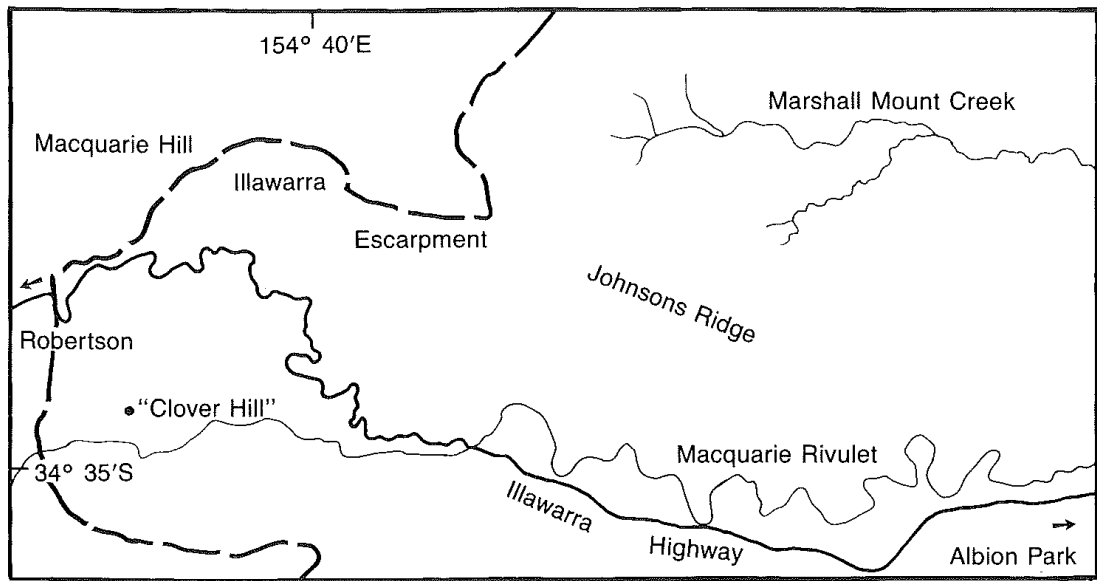 154° 40′E
Marshall Mount Creek
Macquarie Hill
Illawarra
Escarpment
Johnsons Ridge
Robertson
"Clover Hill"
Macquarie Rivulet
34° 35′S
Illawarra
Highway
Albion Park